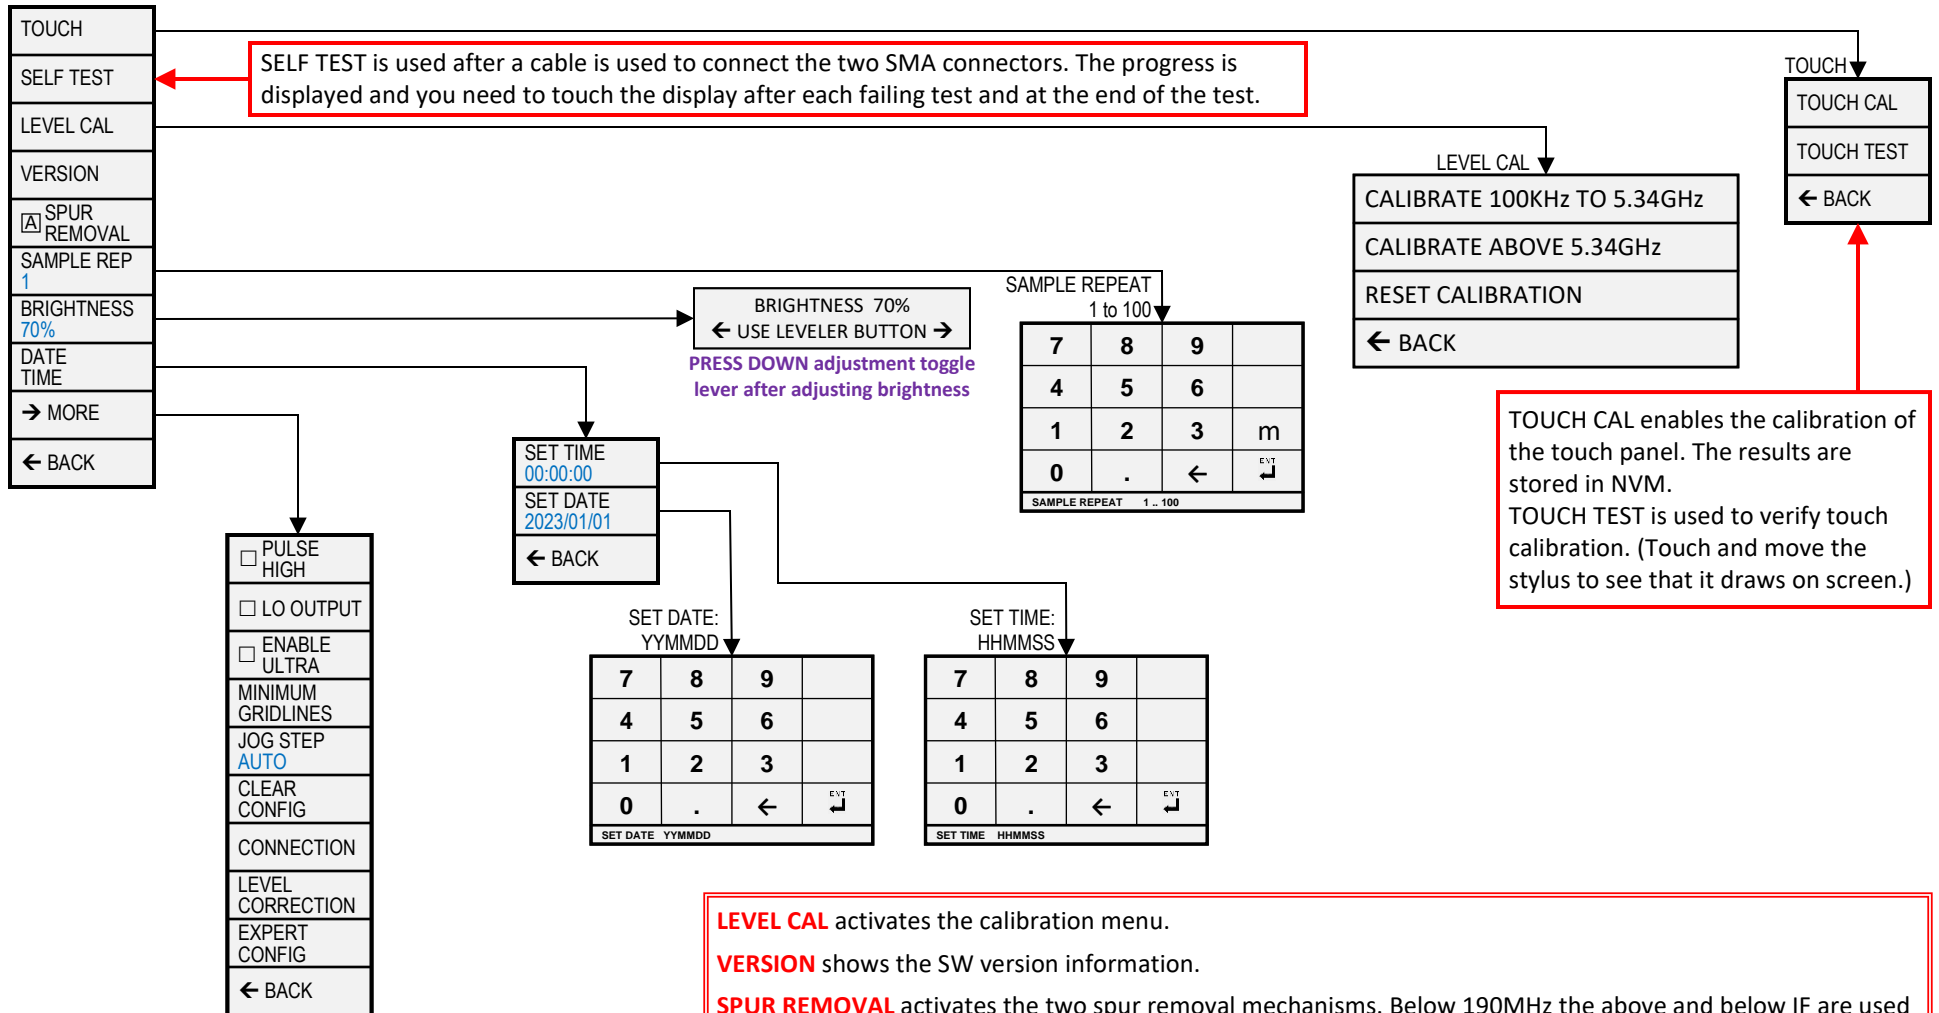 TOUCH
SELF TEST
LEVEL CAL
VERSION
A SPUR
REMOVAL
SAMPLE REP
1
BRIGHTNESS
70%
DATE
TIME
→ MORE
← BACK
SELF TEST is used after a cable is used to connect the two SMA connectors. The progress is
displayed and you need to touch the display after each failing test and at the end of the test.
TOUCH
TOUCH CAL
TOUCH TEST
← BACK
LEVEL CAL
CALIBRATE 100KHz TO 5.34GHz
CALIBRATE ABOVE 5.34GHz
RESET CALIBRATION
← BACK
BRIGHTNESS 70%
← USE LEVELER BUTTON →
PRESS DOWN adjustment toggle
lever after adjusting brightness
SAMPLE REPEAT
1 to 100
7 8 9
4 5 6
1 2 3 m
0 . ← ENT
SAMPLE REPEAT 1 .. 100
TOUCH CAL enables the calibration of
the touch panel. The results are
stored in NVM.
TOUCH TEST is used to verify touch
calibration. (Touch and move the
stylus to see that it draws on screen.)
SET TIME
00:00:00
SET DATE
2023/01/01
← BACK
PULSE
HIGH
LO OUTPUT
ENABLE
ULTRA
MINIMUM
GRIDLINES
JOG STEP
AUTO
CLEAR
CONFIG
CONNECTION
LEVEL
CORRECTION
EXPERT
CONFIG
← BACK
SET DATE:
YYMMDD
7 8 9
4 5 6
1 2 3
0 . ← ENT
SET DATE YYMMDD
SET TIME:
HHMMSS
7 8 9
4 5 6
1 2 3
0 . ← ENT
SET TIME HHMMSS
LEVEL CAL activates the calibration menu.
VERSION shows the SW version information.
SPUR REMOVAL activates the two spur removal mechanisms. Below 190MHz the above and below IF are used